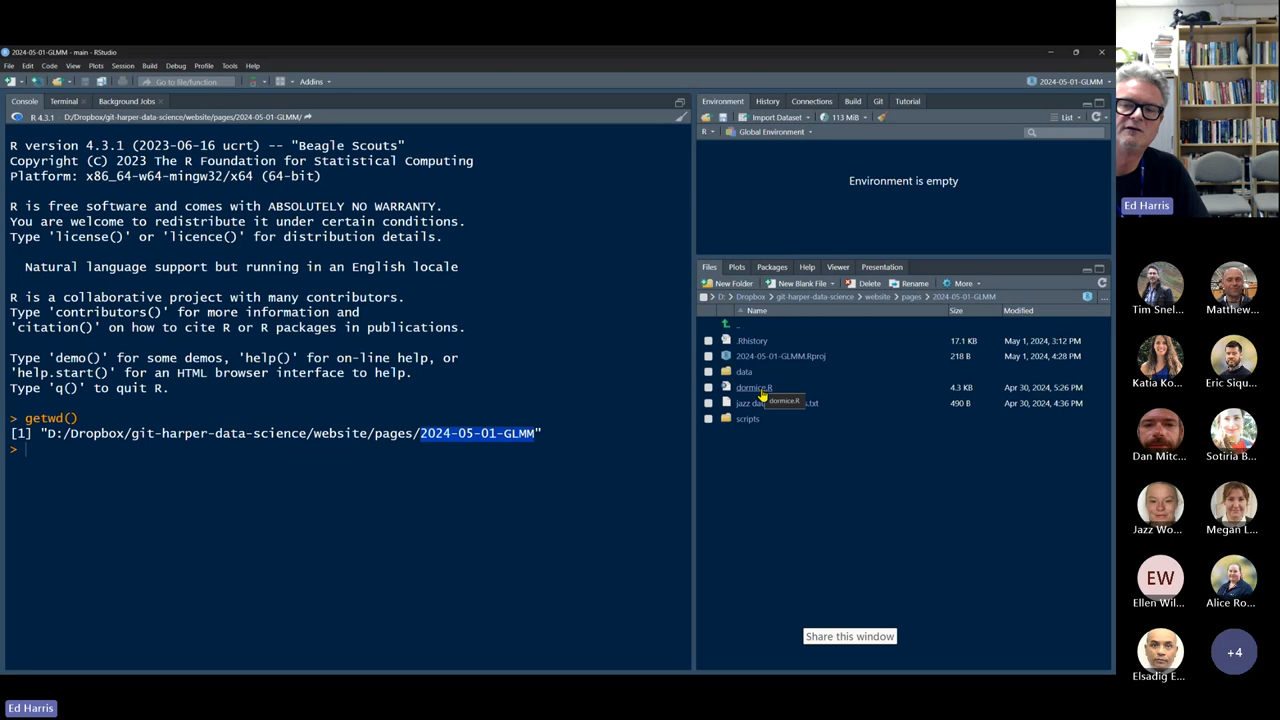 2024-05-01-GLMM - main - RStudio
File Edit Code View Plots Session Build Debug Profile Tools Help
Go to file/function Addins 2024-05-01-GLMM
Console Terminal Background Jobs
R 4.3.1 · D:/Dropbox/git-harper-data-science/website/pages/2024-05-01-GLMM/
R version 4.3.1 (2023-06-16 ucrt) -- "Beagle Scouts"
Copyright (C) 2023 The R Foundation for Statistical Computing
Platform: x86_64-w64-mingw32/x64 (64-bit)
R is free software and comes with ABSOLUTELY NO WARRANTY.
You are welcome to redistribute it under certain conditions.
Type 'license()' or 'licence()' for distribution details.
Natural language support but running in an English locale
R is a collaborative project with many contributors.
Type 'contributors()' for more information and
'citation()' on how to cite R or R packages in publications.
Type 'demo()' for some demos, 'help()' for on-line help, or
'help.start()' for an HTML browser interface to help.
Type 'q()' to quit R.
> getwd()
[1] "D:/Dropbox/git-harper-data-science/website/pages/2024-05-01-GLMM"
>
Environment History Connections Build Git Tutorial
Import Dataset 113 MiB List
R Global Environment
Environment is empty
Files Plots Packages Help Viewer Presentation
New Folder New Blank File Delete Rename More
D: Dropbox git-harper-data-science website pages 2024-05-01-GLMM
Name Size Modified
..
.Rhistory 17.1 KB May 1, 2024, 3:12 PM
2024-05-01-GLMM.Rproj 218 B May 1, 2024, 4:28 PM
data
dormice.R 4.3 KB Apr 30, 2024, 5:26 PM
dormice.R
jazz da s.txt 490 B Apr 30, 2024, 4:36 PM
scripts
Share this window
Ed Harris
Tim Snel... Matthew...
Katia Ko... Eric Siqu...
Dan Mitc... Sotiria B...
Jazz Wo... Megan L...
EW
Ellen Wil... Alice Ro...
+4
Elsadig E...
Ed Harris